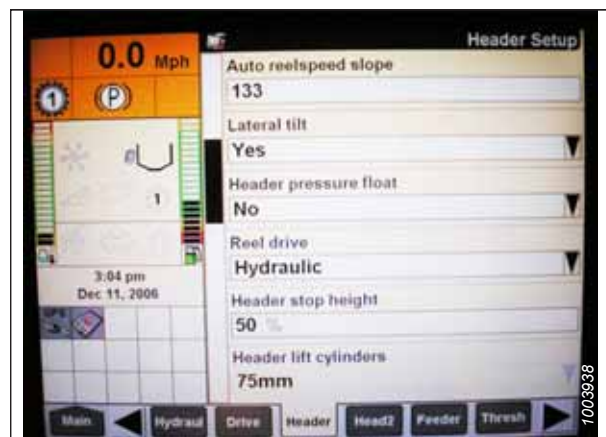 0.0 Mph
Header Setup
1
(P)
1
3:04 pm
Dec 11, 2006
GPS
Auto reelspeed slope
133
Lateral tilt
Yes
Header pressure float
No
Reel drive
Hydraulic
Header stop height
50 %
Header lift cylinders
75mm
Main
Hydraul
Drive
Header
Head2
Feeder
Thresh
1003938